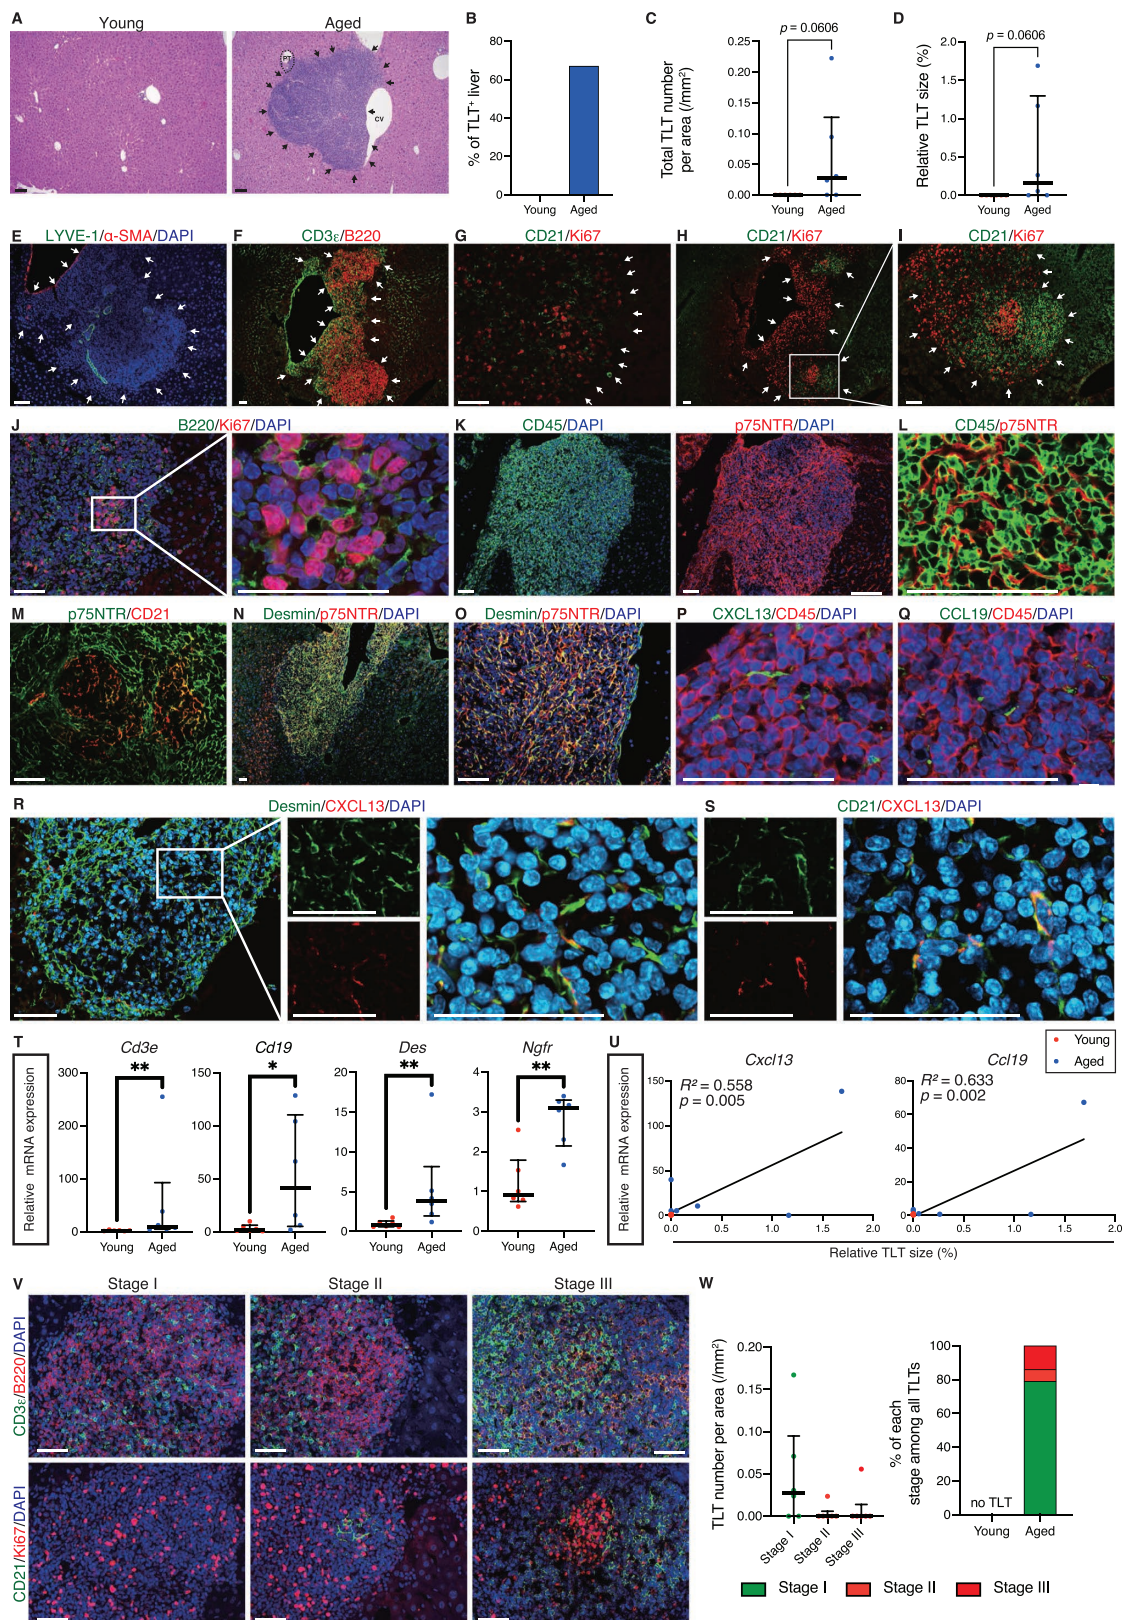 A
Young
Aged
PT
CV
B
% of TLT⁺ liver
80
60
40
20
0
Young
Aged
C
p = 0.0606
Total TLT number
per area (/mm²)
0.25
0.20
0.15
0.10
0.05
0.00
Young
Aged
D
p = 0.0606
Relative TLT size (%)
2.0
1.5
1.0
0.5
0.0
Young
Aged
E
LYVE-1/α-SMA/DAPI
F
CD3ε/B220
G
CD21/Ki67
H
CD21/Ki67
I
CD21/Ki67
J
B220/Ki67/DAPI
K
CD45/DAPI
p75NTR/DAPI
L
CD45/p75NTR
M
p75NTR/CD21
N
Desmin/p75NTR/DAPI
O
Desmin/p75NTR/DAPI
P
CXCL13/CD45/DAPI
Q
CCL19/CD45/DAPI
R
Desmin/CXCL13/DAPI
S
CD21/CXCL13/DAPI
T
Relative mRNA expression
Cd3e
**
300
200
100
0
Young
Aged
Cd19
*
150
100
50
0
Young
Aged
Des
**
20
15
10
5
0
Young
Aged
Ngfr
**
4
3
2
1
0
Young
Aged
U
Young
Aged
Relative mRNA expression
Cxcl13
R² = 0.558
p = 0.005
150
100
50
0
0.0
0.5
1.0
1.5
2.0
Ccl19
R² = 0.633
p = 0.002
80
60
40
20
0
0.0
0.5
1.0
1.5
2.0
Relative TLT size (%)
V
Stage I
Stage II
Stage III
CD3ε/B220/DAPI
CD21/Ki67/DAPI
W
TLT number per area (/mm²)
0.20
0.15
0.10
0.05
0.00
Stage I
Stage II
Stage III
% of each
stage among all TLTs
100
80
60
40
20
0
no TLT
Young
Aged
Stage I
Stage II
Stage III